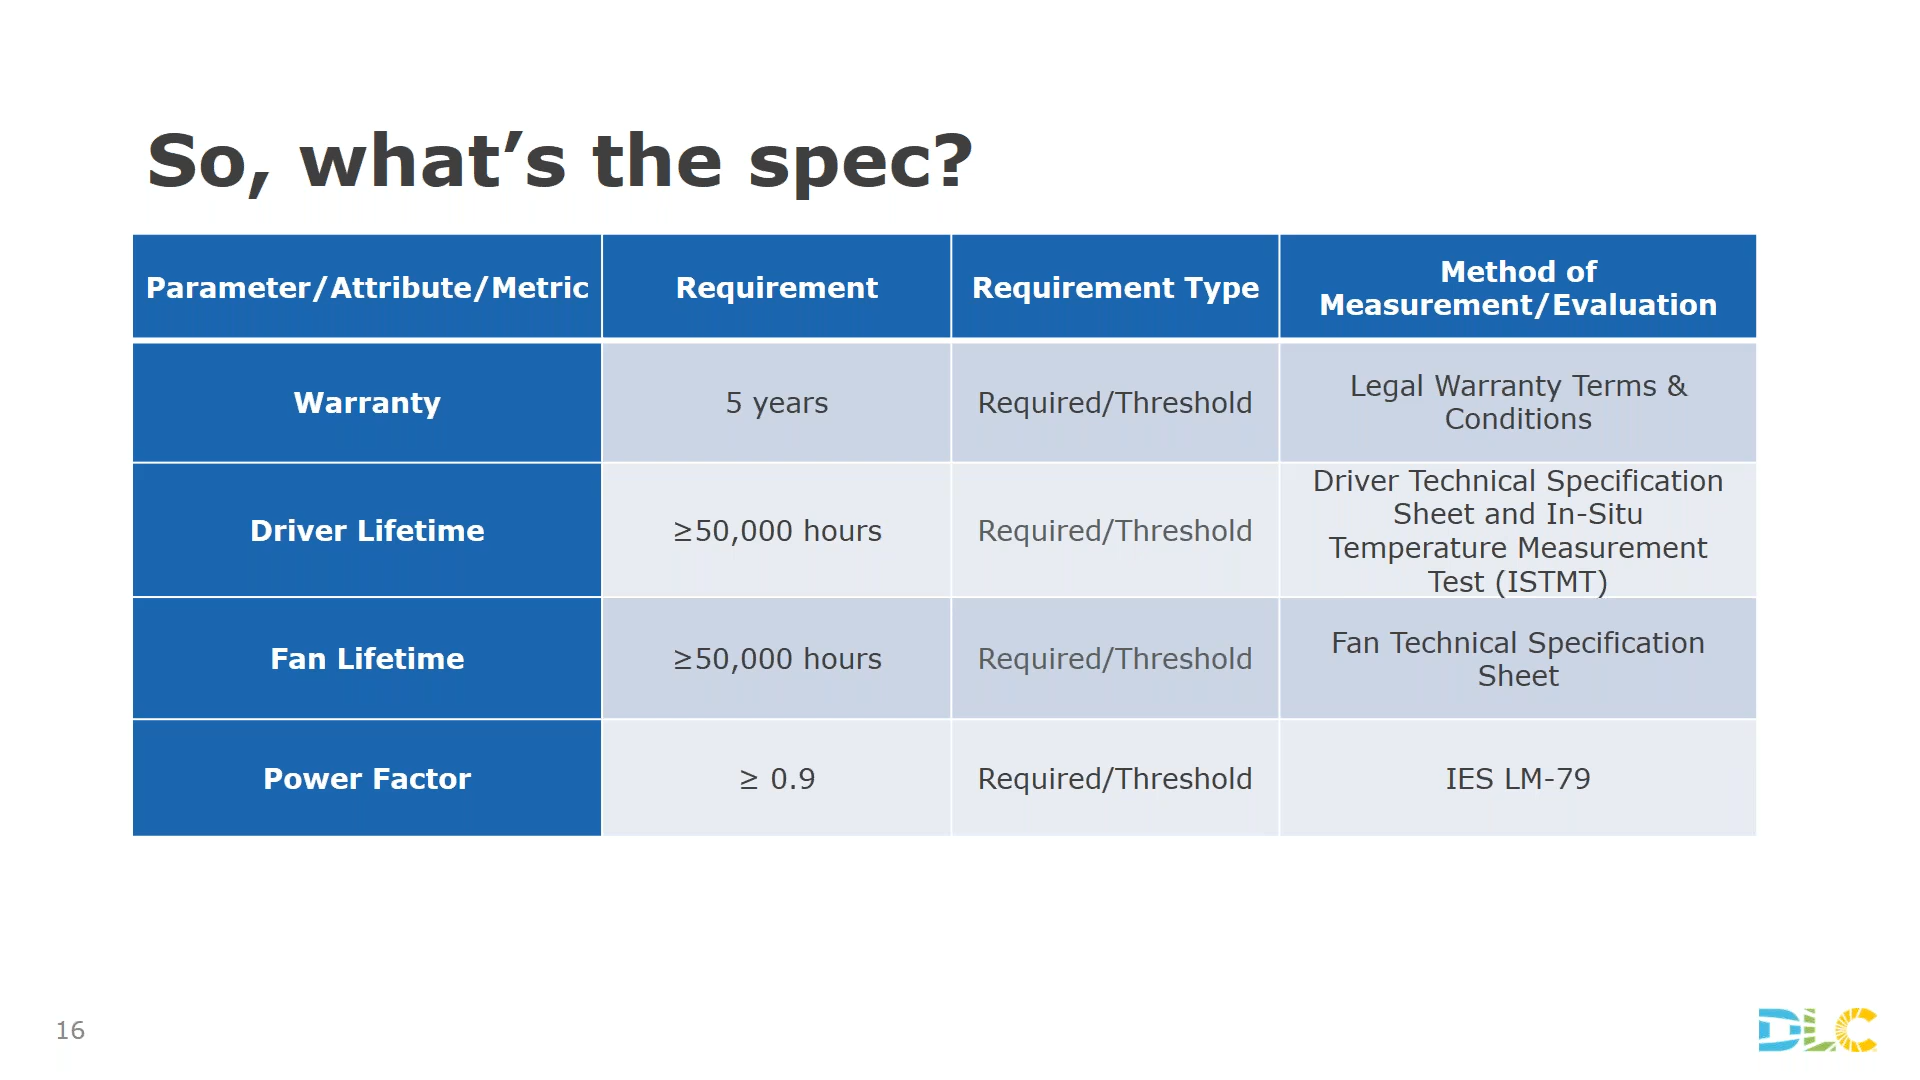 So, what’s the spec?
Parameter/Attribute/Metric
Requirement
Requirement Type
Method of
Measurement/Evaluation
Warranty
5 years
Required/Threshold
Legal Warranty Terms &
Conditions
Driver Lifetime
≥50,000 hours
Required/Threshold
Driver Technical Specification
Sheet and In-Situ
Temperature Measurement
Test (ISTMT)
Fan Lifetime
≥50,000 hours
Required/Threshold
Fan Technical Specification
Sheet
Power Factor
≥ 0.9
Required/Threshold
IES LM-79
16
DLC